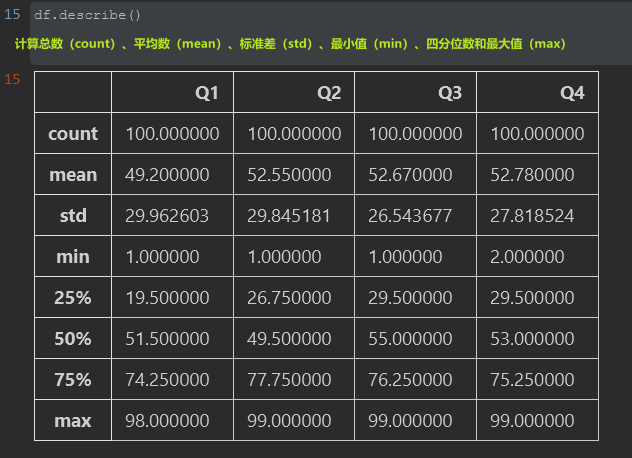 15 df.describe()
计算总数（count）、平均数（mean）、标准差（std）、最小值（min）、四分位数和最大值（max）
15
Q1 Q2 Q3 Q4
count 100.000000 100.000000 100.000000 100.000000
mean 49.200000 52.550000 52.670000 52.780000
std 29.962603 29.845181 26.543677 27.818524
min 1.000000 1.000000 1.000000 2.000000
25% 19.500000 26.750000 29.500000 29.500000
50% 51.500000 49.500000 55.000000 53.000000
75% 74.250000 77.750000 76.250000 75.250000
max 98.000000 99.000000 99.000000 99.000000